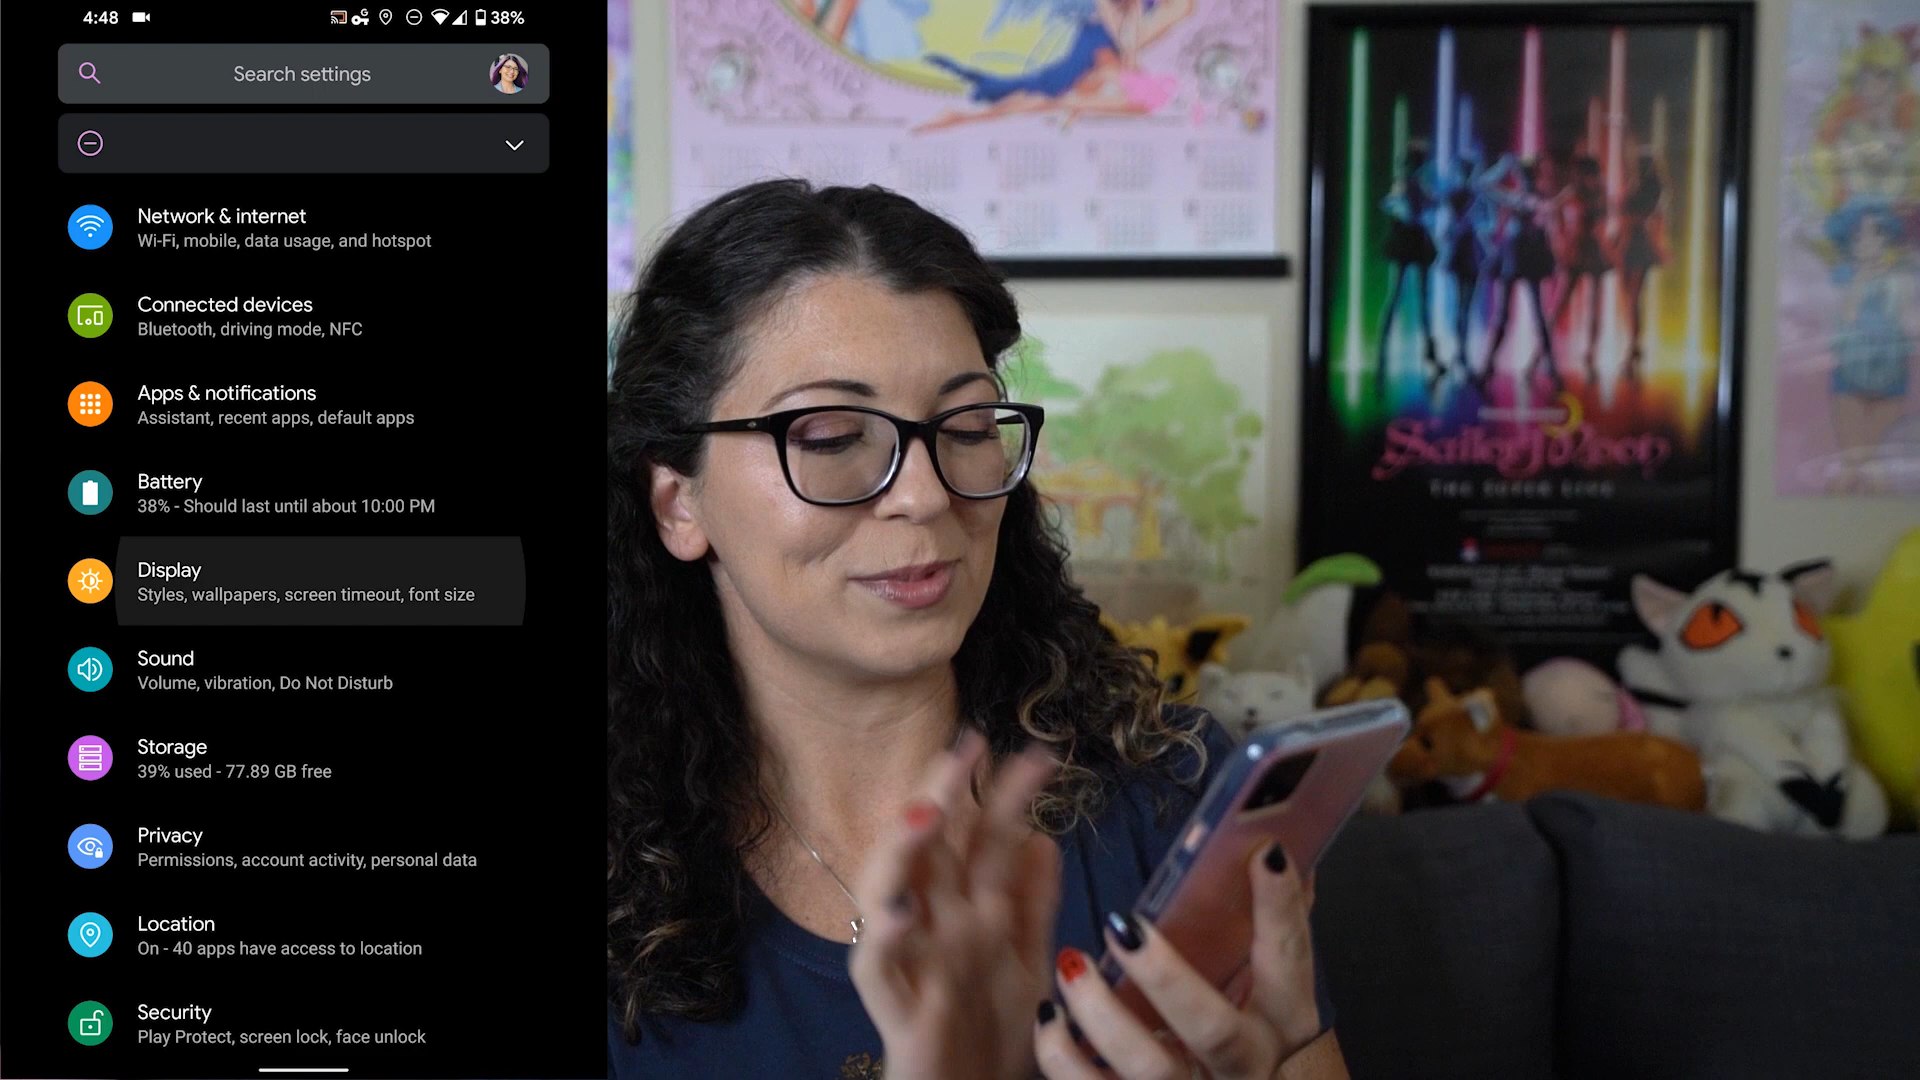 4:48
38%
Search settings
Network & internet
Wi-Fi, mobile, data usage, and hotspot
Connected devices
Bluetooth, driving mode, NFC
Apps & notifications
Assistant, recent apps, default apps
Battery
38% - Should last until about 10:00 PM
Display
Styles, wallpapers, screen timeout, font size
Sound
Volume, vibration, Do Not Disturb
Storage
39% used - 77.89 GB free
Privacy
Permissions, account activity, personal data
Location
On - 40 apps have access to location
Security
Play Protect, screen lock, face unlock
Sailor Moon